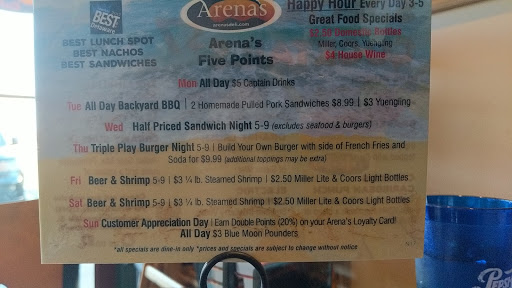 BEST
Arena's
arenasdeli.com
Happy Hour Every Day 3-5
Great Food Specials
$2.50 Domestic Bottles
Miller, Coors, Yuengling
$4 House Wine
BEST LUNCH SPOT
BEST NACHOS
BEST SANDWICHES
Arena's
Five Points
Mon All Day $5 Captain Drinks
Tue All Day Backyard BBQ | 2 Homemade Pulled Pork Sandwiches $8.99 | $3 Yuengling
Wed Half Priced Sandwich Night 5-9 (excludes seafood & burgers)
Thu Triple Play Burger Night 5-9 | Build Your Own Burger with side of French Fries and
Soda for $9.99 (additional toppings may be extra)
Fri Beer & Shrimp 5-9 | $3 ¼ lb. Steamed Shrimp | $2.50 Miller Lite & Coors Light Bottles
Sat Beer & Shrimp 5-9 | $3 ¼ lb. Steamed Shrimp | $2.50 Miller Lite & Coors Light Bottles
Sun Customer Appreciation Day | Earn Double Points (20%) on your Arena's Loyalty Card!
All Day $3 Blue Moon Pounders
*all specials are dine-in only *prices and specials are subject to change without notice